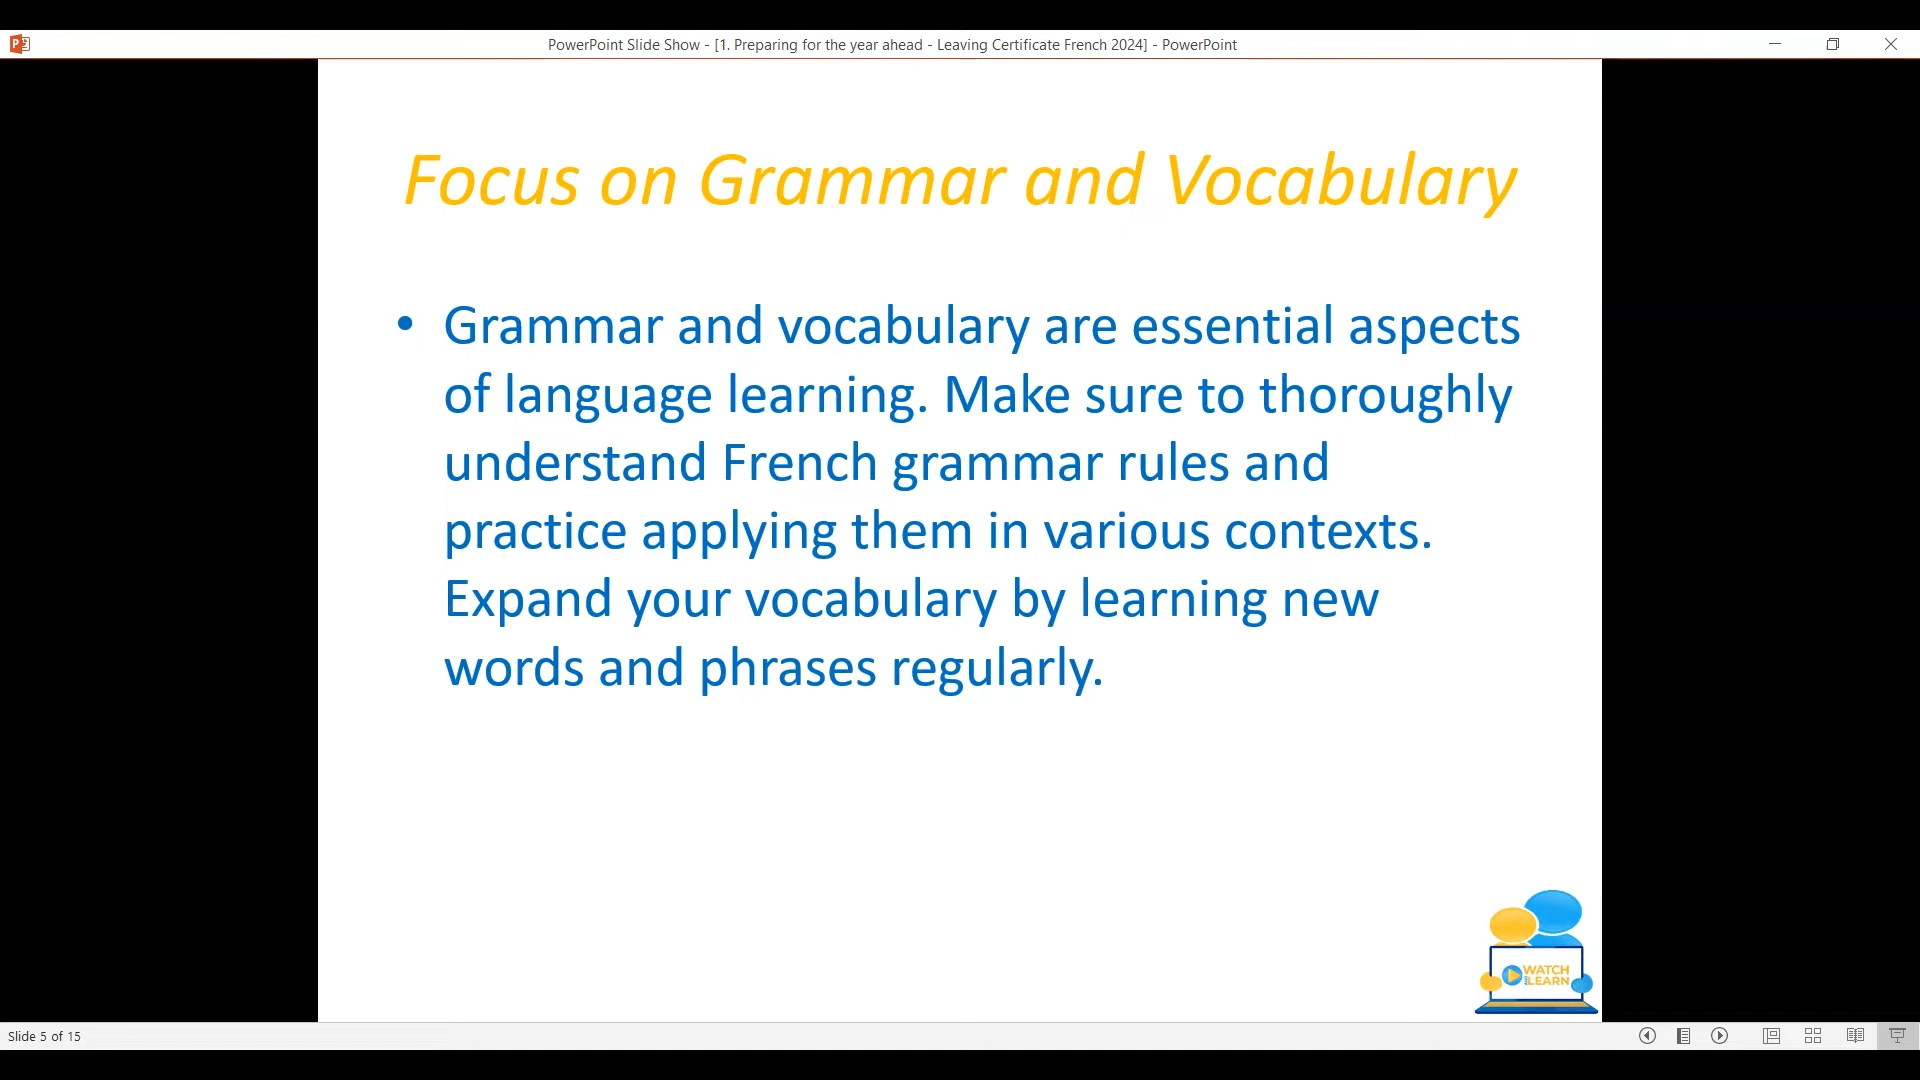 PowerPoint Slide Show - [1. Preparing for the year ahead - Leaving Certificate French 2024] - PowerPoint
Focus on Grammar and Vocabulary
• Grammar and vocabulary are essential aspects
of language learning. Make sure to thoroughly
understand French grammar rules and
practice applying them in various contexts.
Expand your vocabulary by learning new
words and phrases regularly.
WATCH
LEARN
Slide 5 of 15